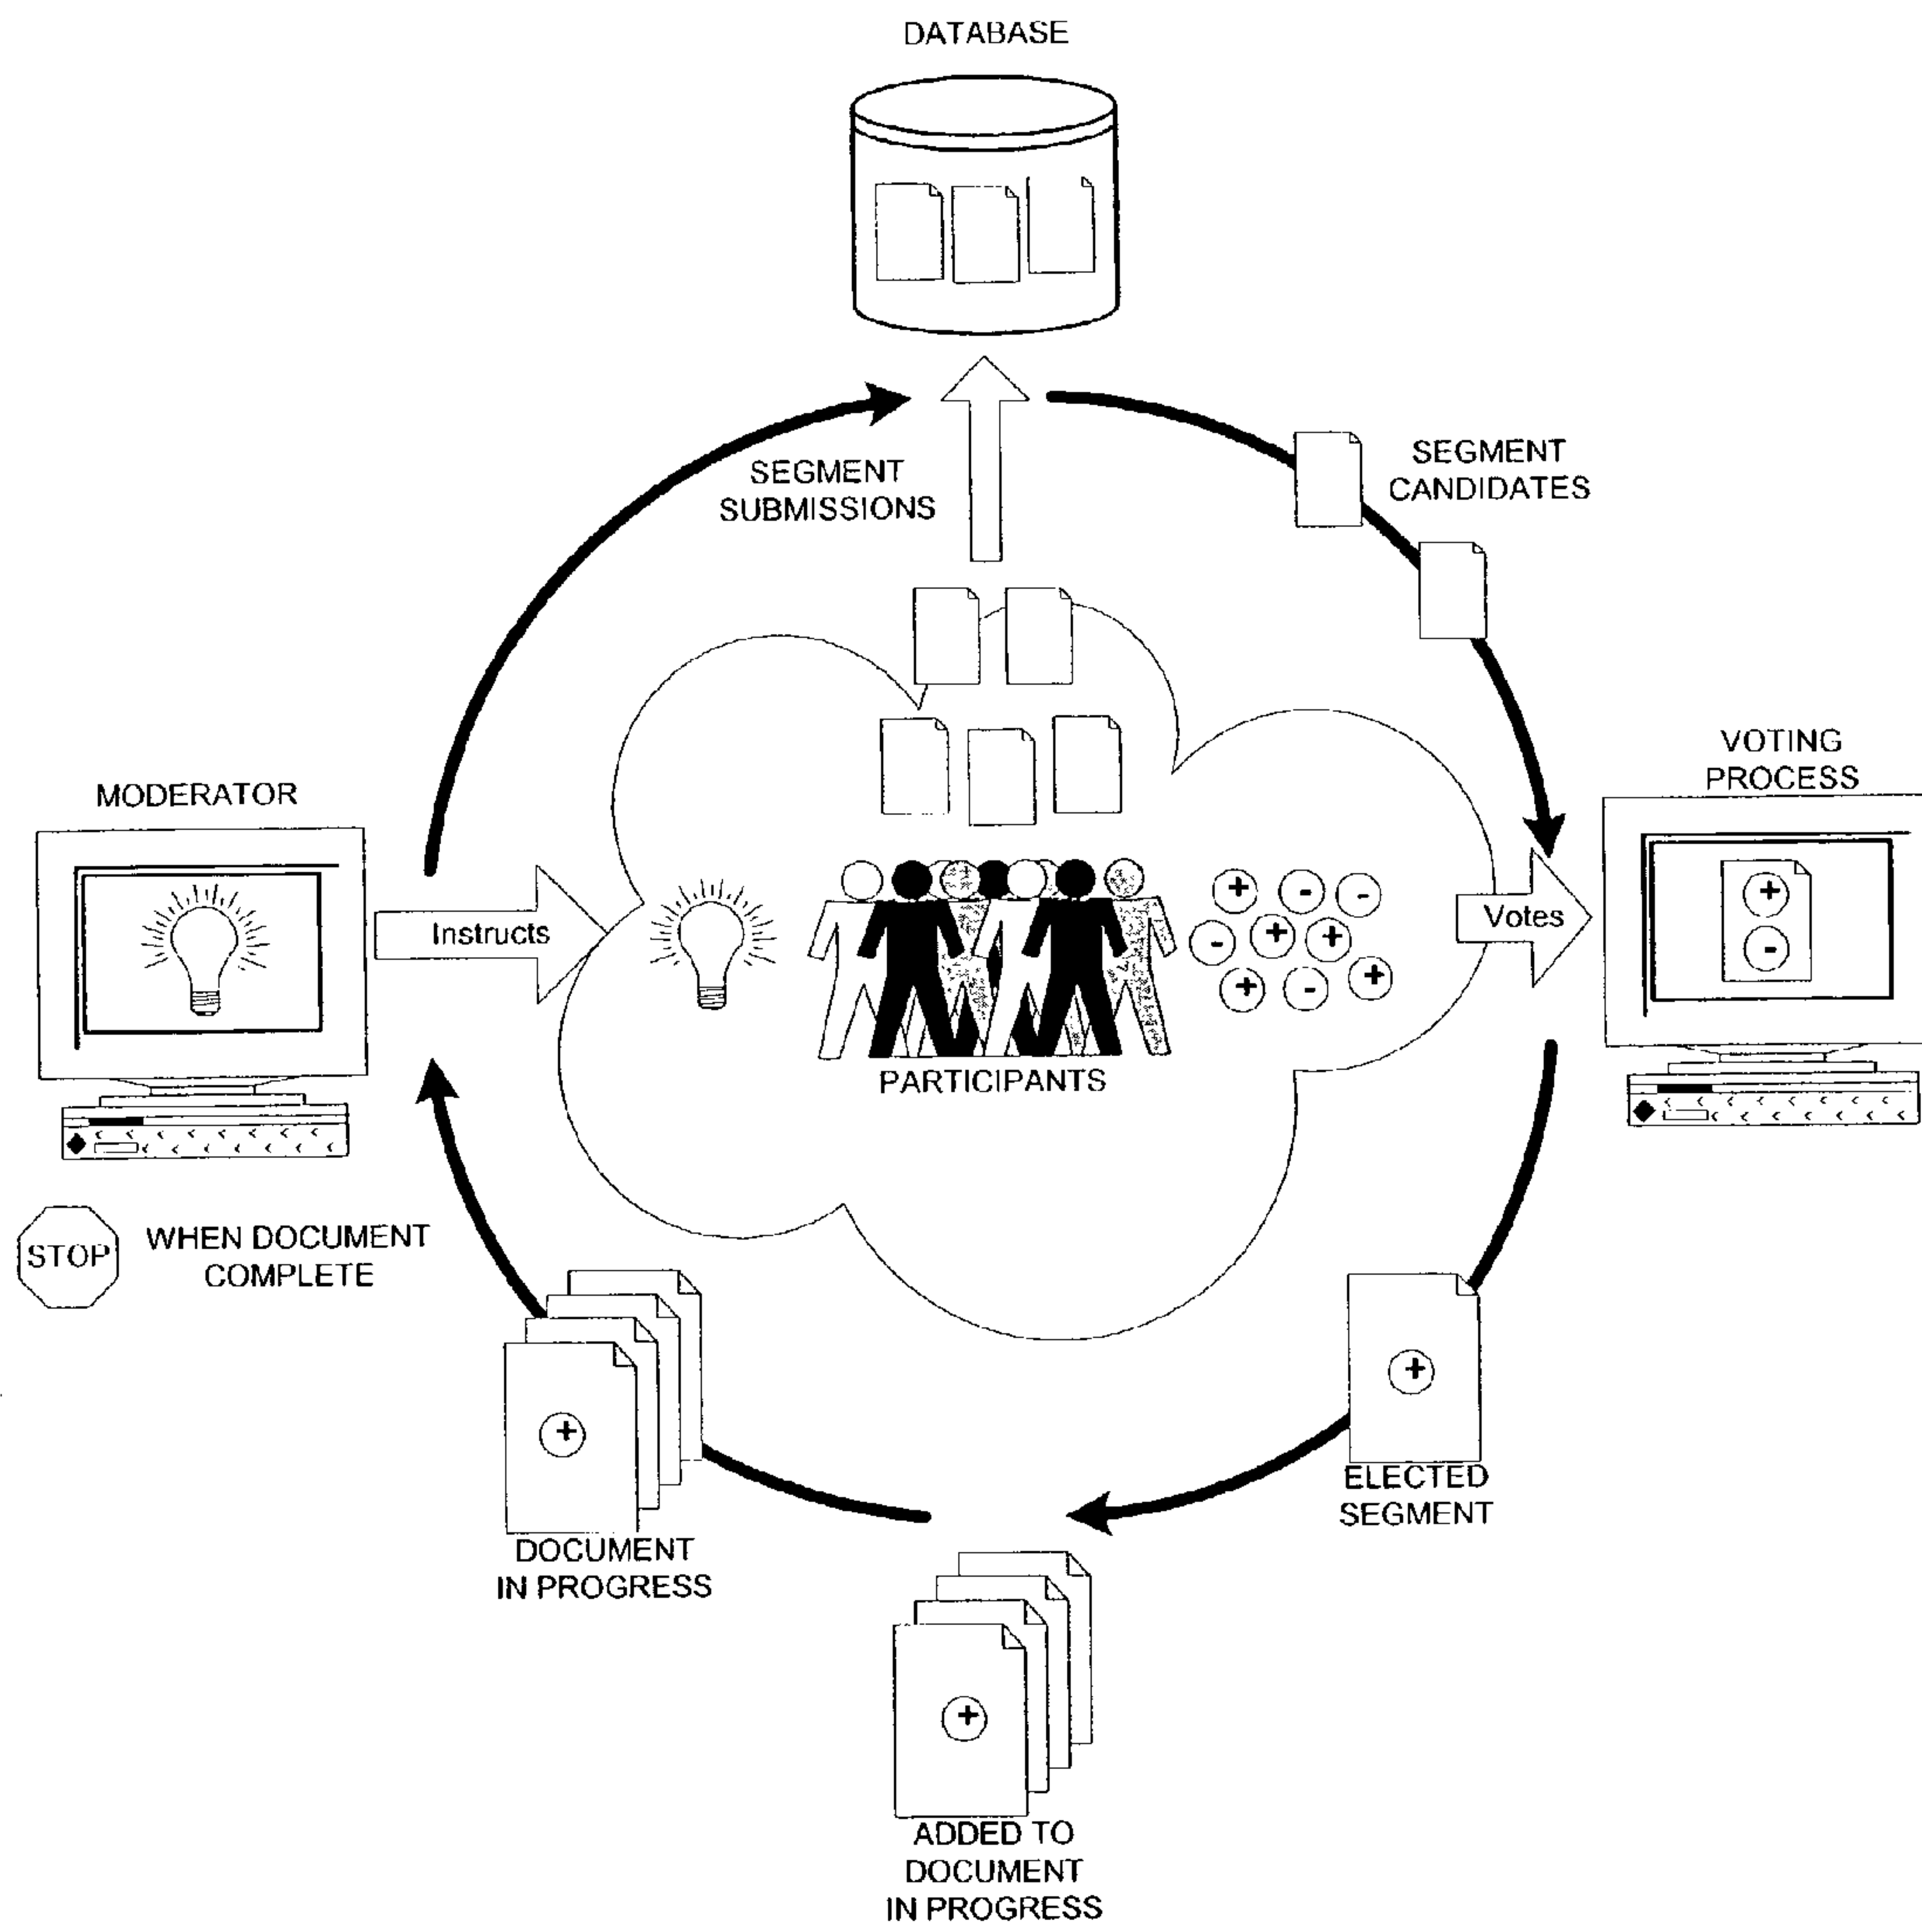 DATABASE
SEGMENT
SUBMISSIONS
SEGMENT
CANDIDATES
VOTING
PROCESS
MODERATOR
Instructs
+
-
-
-
+
+
+
-
+
Votes
+
-
PARTICIPANTS
STOP
WHEN DOCUMENT
COMPLETE
+
ELECTED
SEGMENT
+
DOCUMENT
IN PROGRESS
+
ADDED TO
DOCUMENT
IN PROGRESS